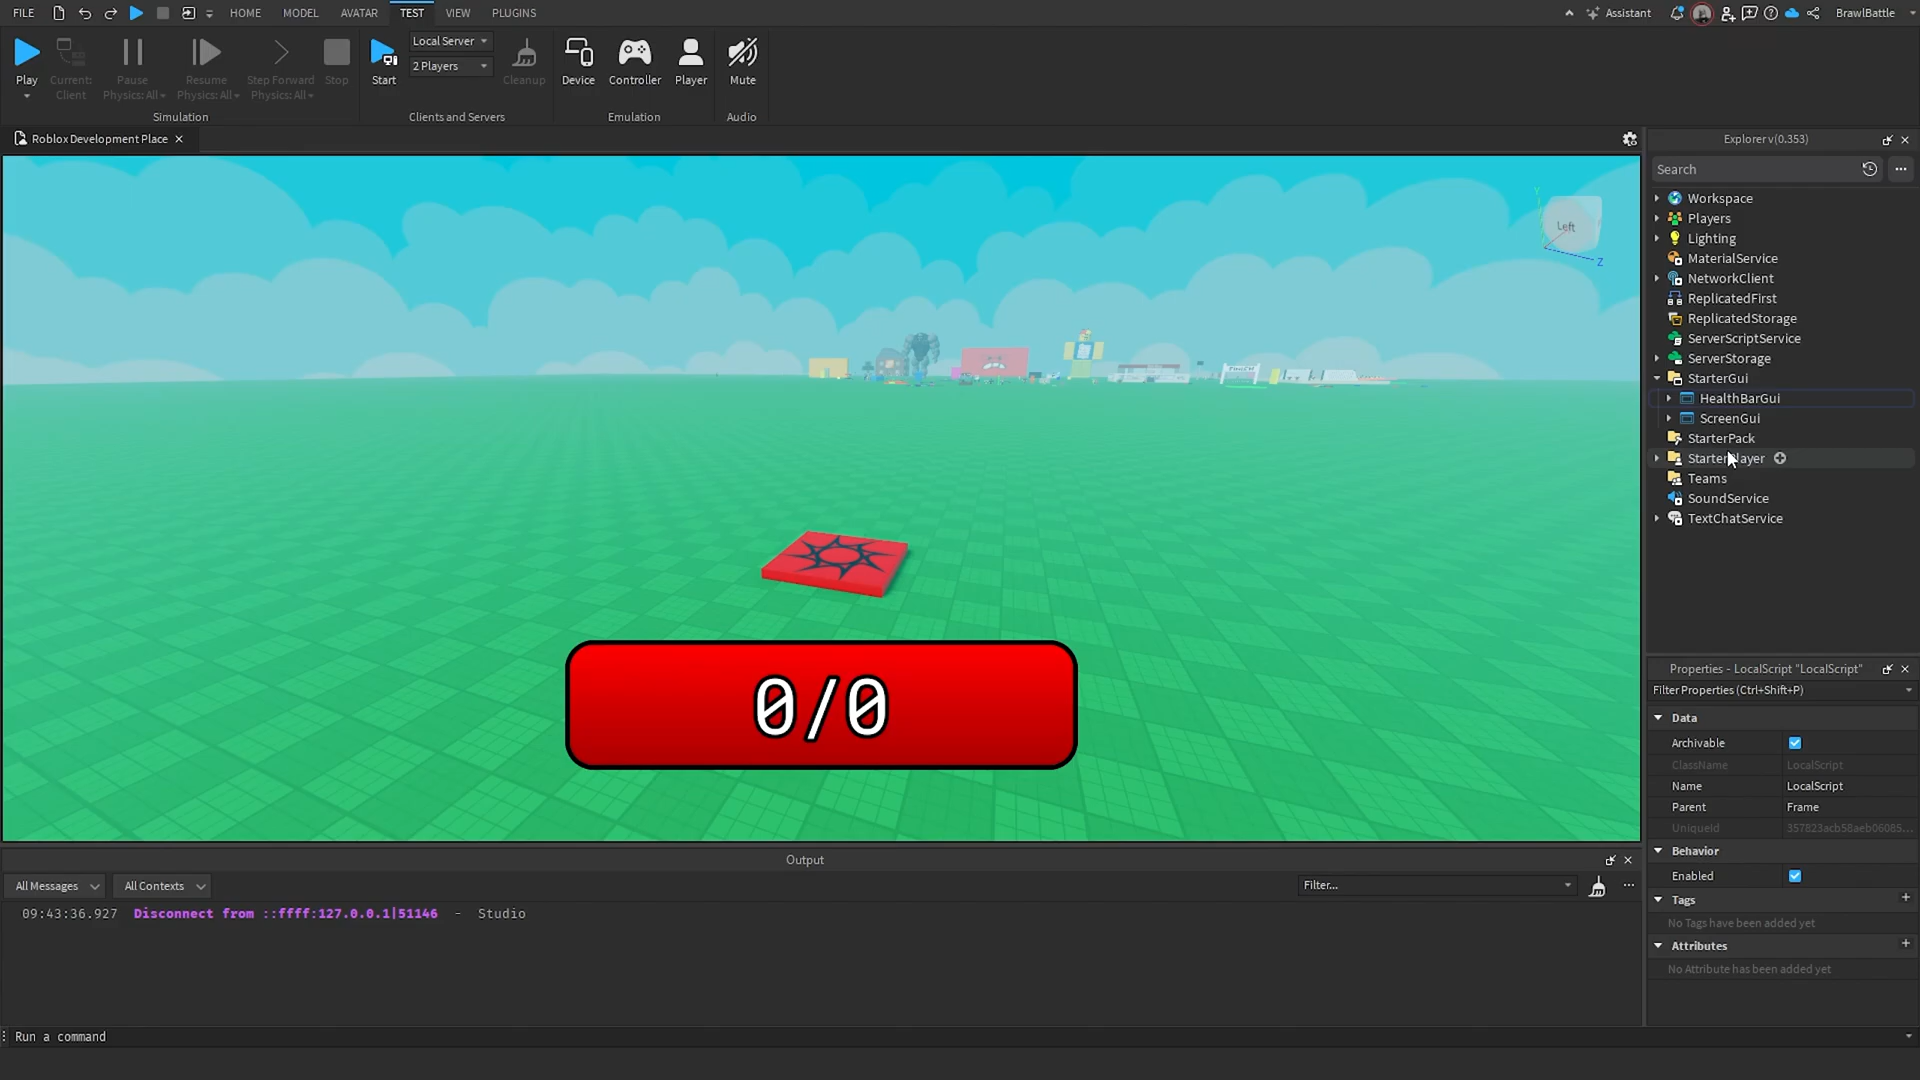 FILE HOME MODEL AVATAR TEST VIEW PLUGINS Assistant BrawlBattle
Play
Current:
Client
Pause
Physics: All
Resume
Physics: All
Step Forward
Physics: All
Stop
Simulation
Start
Local Server
2 Players
Cleanup
Clients and Servers
Device
Controller
Player
Emulation
Mute
Audio
Roblox Development Place
Left
Y
Z
0/0
Explorer v(0.353)
Search
Workspace
Players
Lighting
MaterialService
NetworkClient
ReplicatedFirst
ReplicatedStorage
ServerScriptService
ServerStorage
StarterGui
HealthBarGui
ScreenGui
StarterPack
StarterPlayer
Teams
SoundService
TextChatService
Properties - LocalScript "LocalScript"
Filter Properties (Ctrl+Shift+P)
Data
Archivable
ClassName LocalScript
Name LocalScript
Parent Frame
UniqueId 357823acb58aeb06085...
Behavior
Enabled
Tags
No Tags have been added yet
Attributes
No Attribute has been added yet
Output
All Messages All Contexts Filter...
09:43:36.927 Disconnect from ::ffff:127.0.0.1|51146 - Studio
Run a command